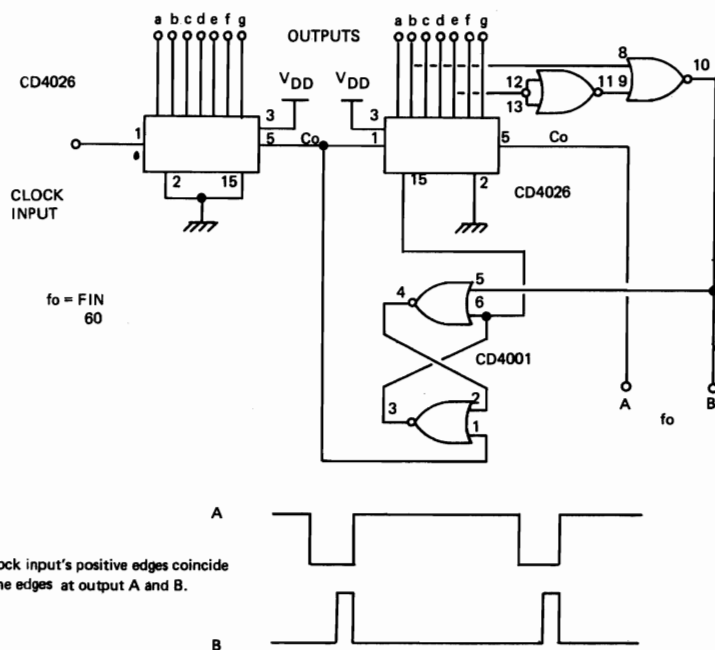 a b c d e f g
a b c d e f g
OUTPUTS
CD4026
VDD
VDD
8
10
12
11 9
13
3
3
1
5
Co
1
5
Co
2
15
15
2
CD4026
CLOCK
INPUT
fo = FIN
60
4
5
6
CD4001
3
2
1
A
B
fo
A
ock input's positive edges coincide
ne edges at output A and B.
B